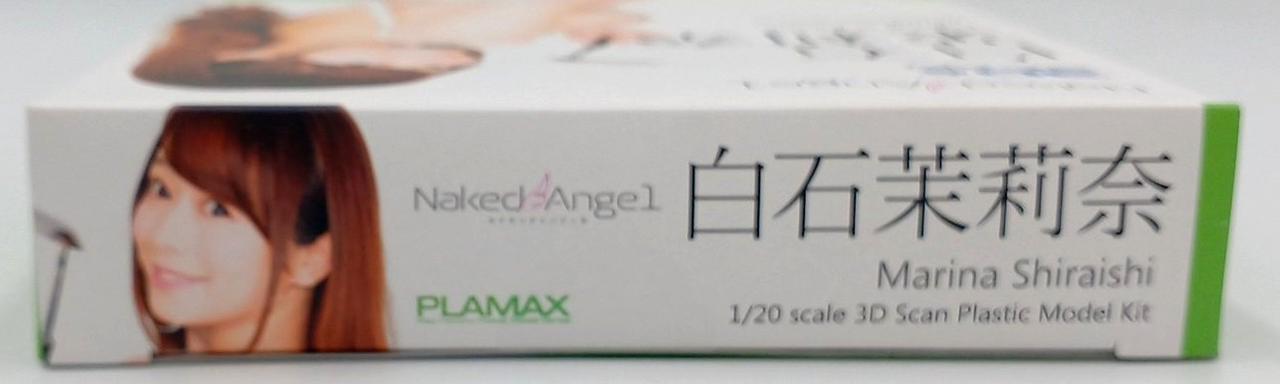 Naked Angel
PLAMAX
白石茉莉奈
Marina Shiraishi
1/20 scale 3D Scan Plastic Model Kit